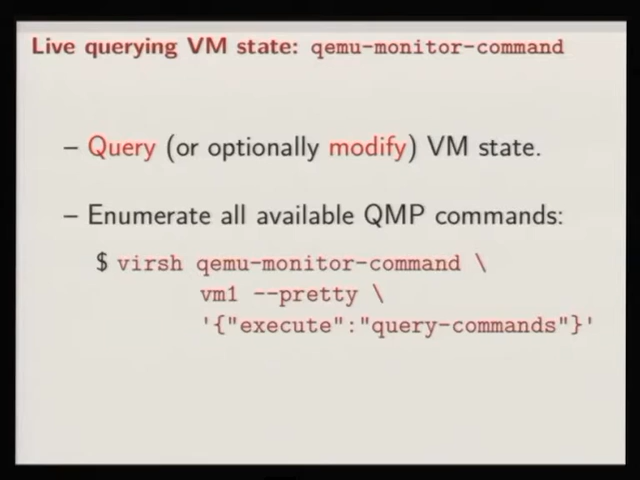 Live querying VM state: qemu-monitor-command
– Query (or optionally modify) VM state.
– Enumerate all available QMP commands:
$ virsh qemu-monitor-command \
vm1 --pretty \
'{"execute":"query-commands"}'